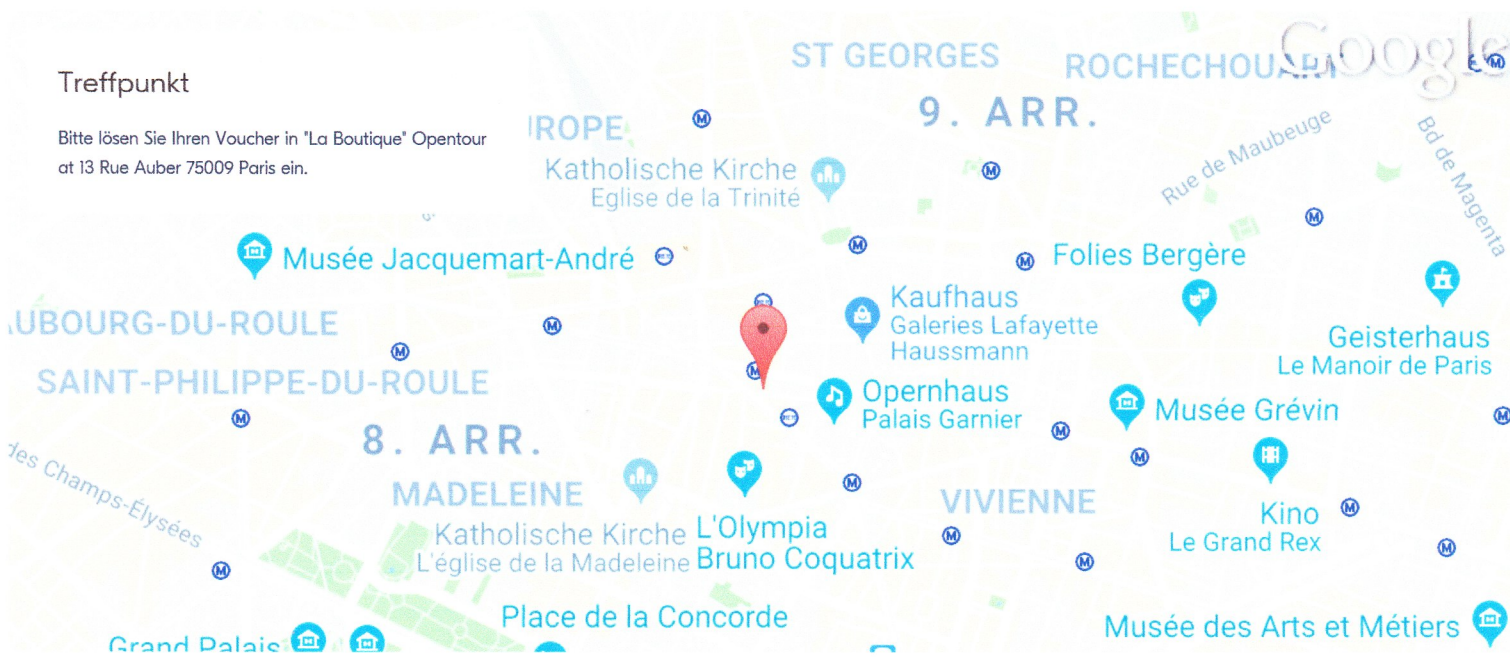 Treffpunkt
Bitte lösen Sie Ihren Voucher in "La Boutique" Opentour
at 13 Rue Auber 75009 Paris ein.
ST GEORGES
ROCHECHOUART
Google
9. ARR.
ROPE
Katholische Kirche
Eglise de la Trinité
Rue de Maubeuge
Bd de Magenta
Musée Jacquemart-André
Folies Bergère
Kaufhaus
Galeries Lafayette
Haussmann
UBOURG-DU-ROULE
Geisterhaus
Le Manoir de Paris
SAINT-PHILIPPE-DU-ROULE
Opernhaus
Palais Garnier
Musée Grévin
8. ARR.
des Champs-Élysées
MADELEINE
VIVIENNE
Katholische Kirche
L'église de la Madeleine
L'Olympia
Bruno Coquatrix
Kino
Le Grand Rex
Place de la Concorde
Grand Palais
Musée des Arts et Métiers